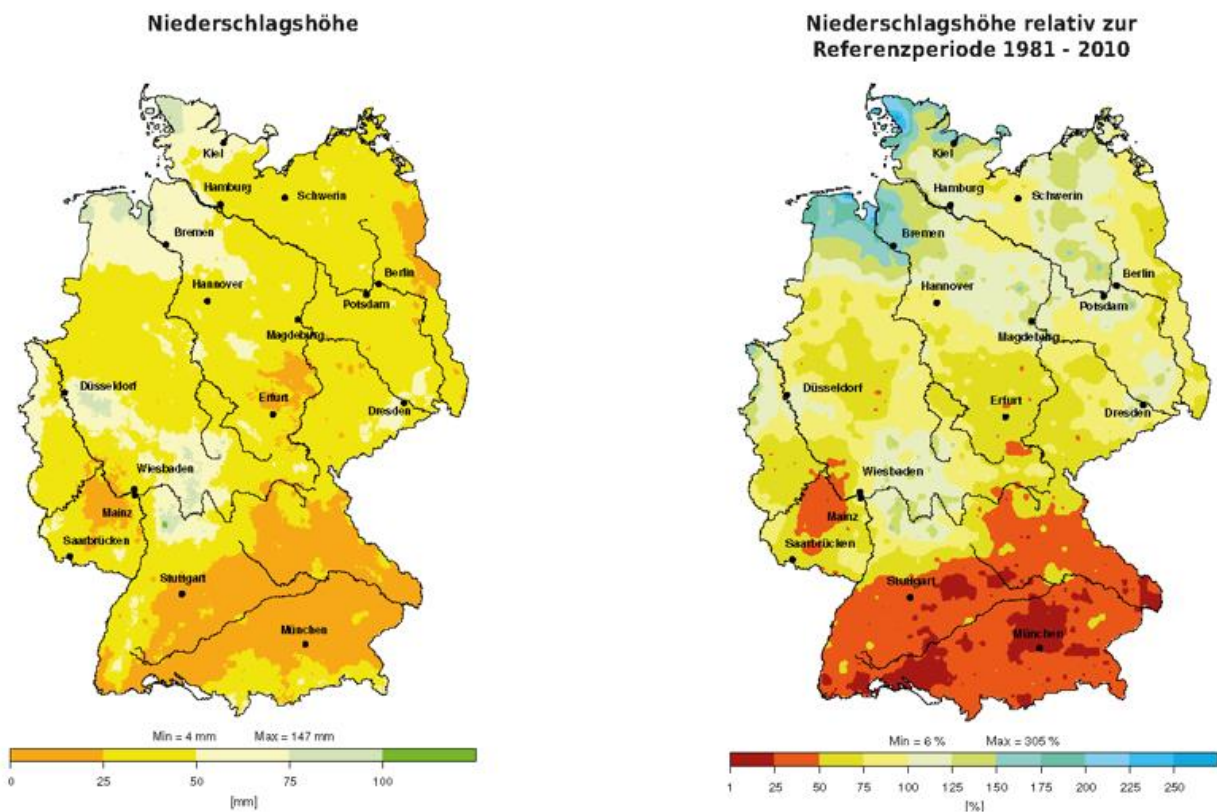 Niederschlagshöhe
Kiel
Hamburg
Schwerin
Bremen
Berlin
Hannover
Potsdam
Magdeburg
Düsseldorf
Erfurt
Dresden
Wiesbaden
Mainz
Saarbrücken
Stuttgart
München
Min = 4 mm Max = 147 mm
0 25 50 75 100
[mm]
Niederschlagshöhe relativ zur
Referenzperiode 1981 - 2010
Kiel
Hamburg
Schwerin
Bremen
Berlin
Hannover
Potsdam
Magdeburg
Düsseldorf
Erfurt
Dresden
Wiesbaden
Mainz
Saarbrücken
Stuttgart
München
Min = 6 % Max = 305 %
1 25 50 75 100 125 150 175 200 225 250
[%]